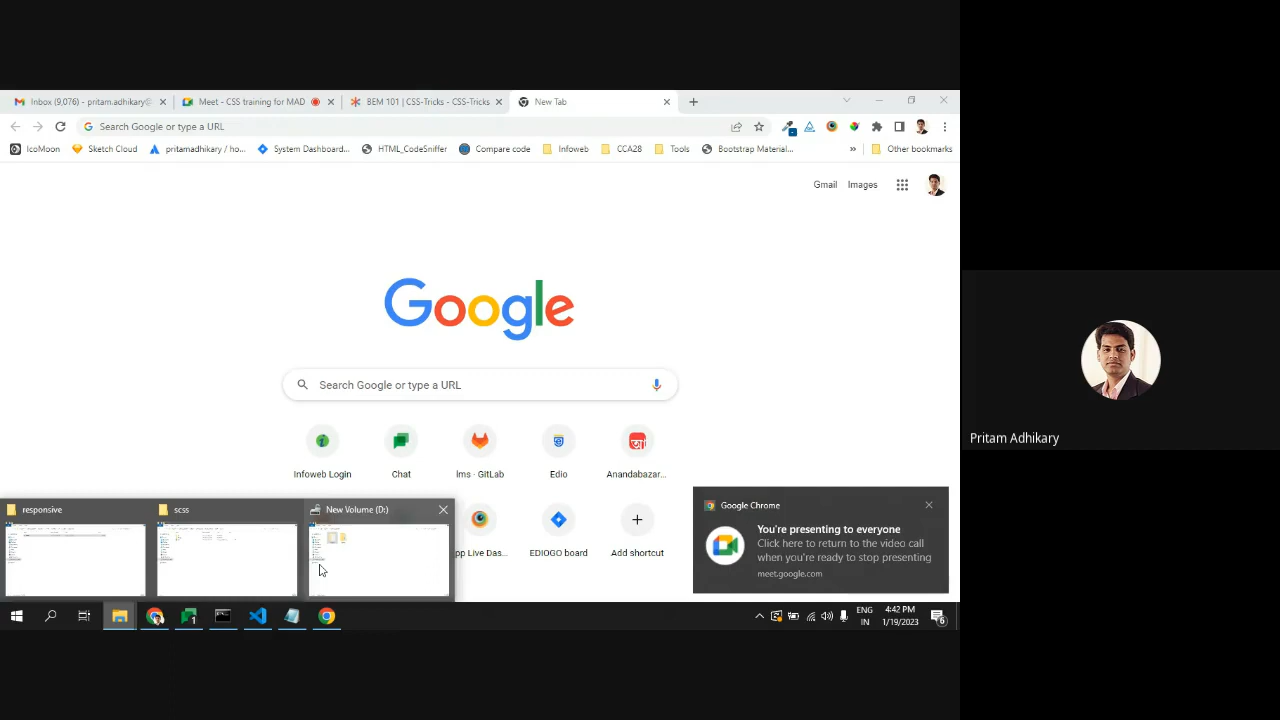 Inbox (9,076) - pritam.adhikary@
Meet - CSS training for MAD
BEM 101 | CSS-Tricks - CSS-Tricks
New Tab
Search Google or type a URL
IcoMoon
Sketch Cloud
pritamadhikary / ho...
System Dashboard...
HTML_CodeSniffer
Compare code
Infoweb
CCA28
Tools
Bootstrap Material...
»
Other bookmarks
Gmail
Images
Google
Search Google or type a URL
Infoweb Login
Chat
lms · GitLab
Edio
Anandabazar...
pp Live Das...
EDIOGO board
Add shortcut
responsive
scss
New Volume (D:)
Google Chrome
You're presenting to everyone
Click here to return to the video call
when you're ready to stop presenting
meet.google.com
Pritam Adhikary
ENG
IN
4:42 PM
1/19/2023
6